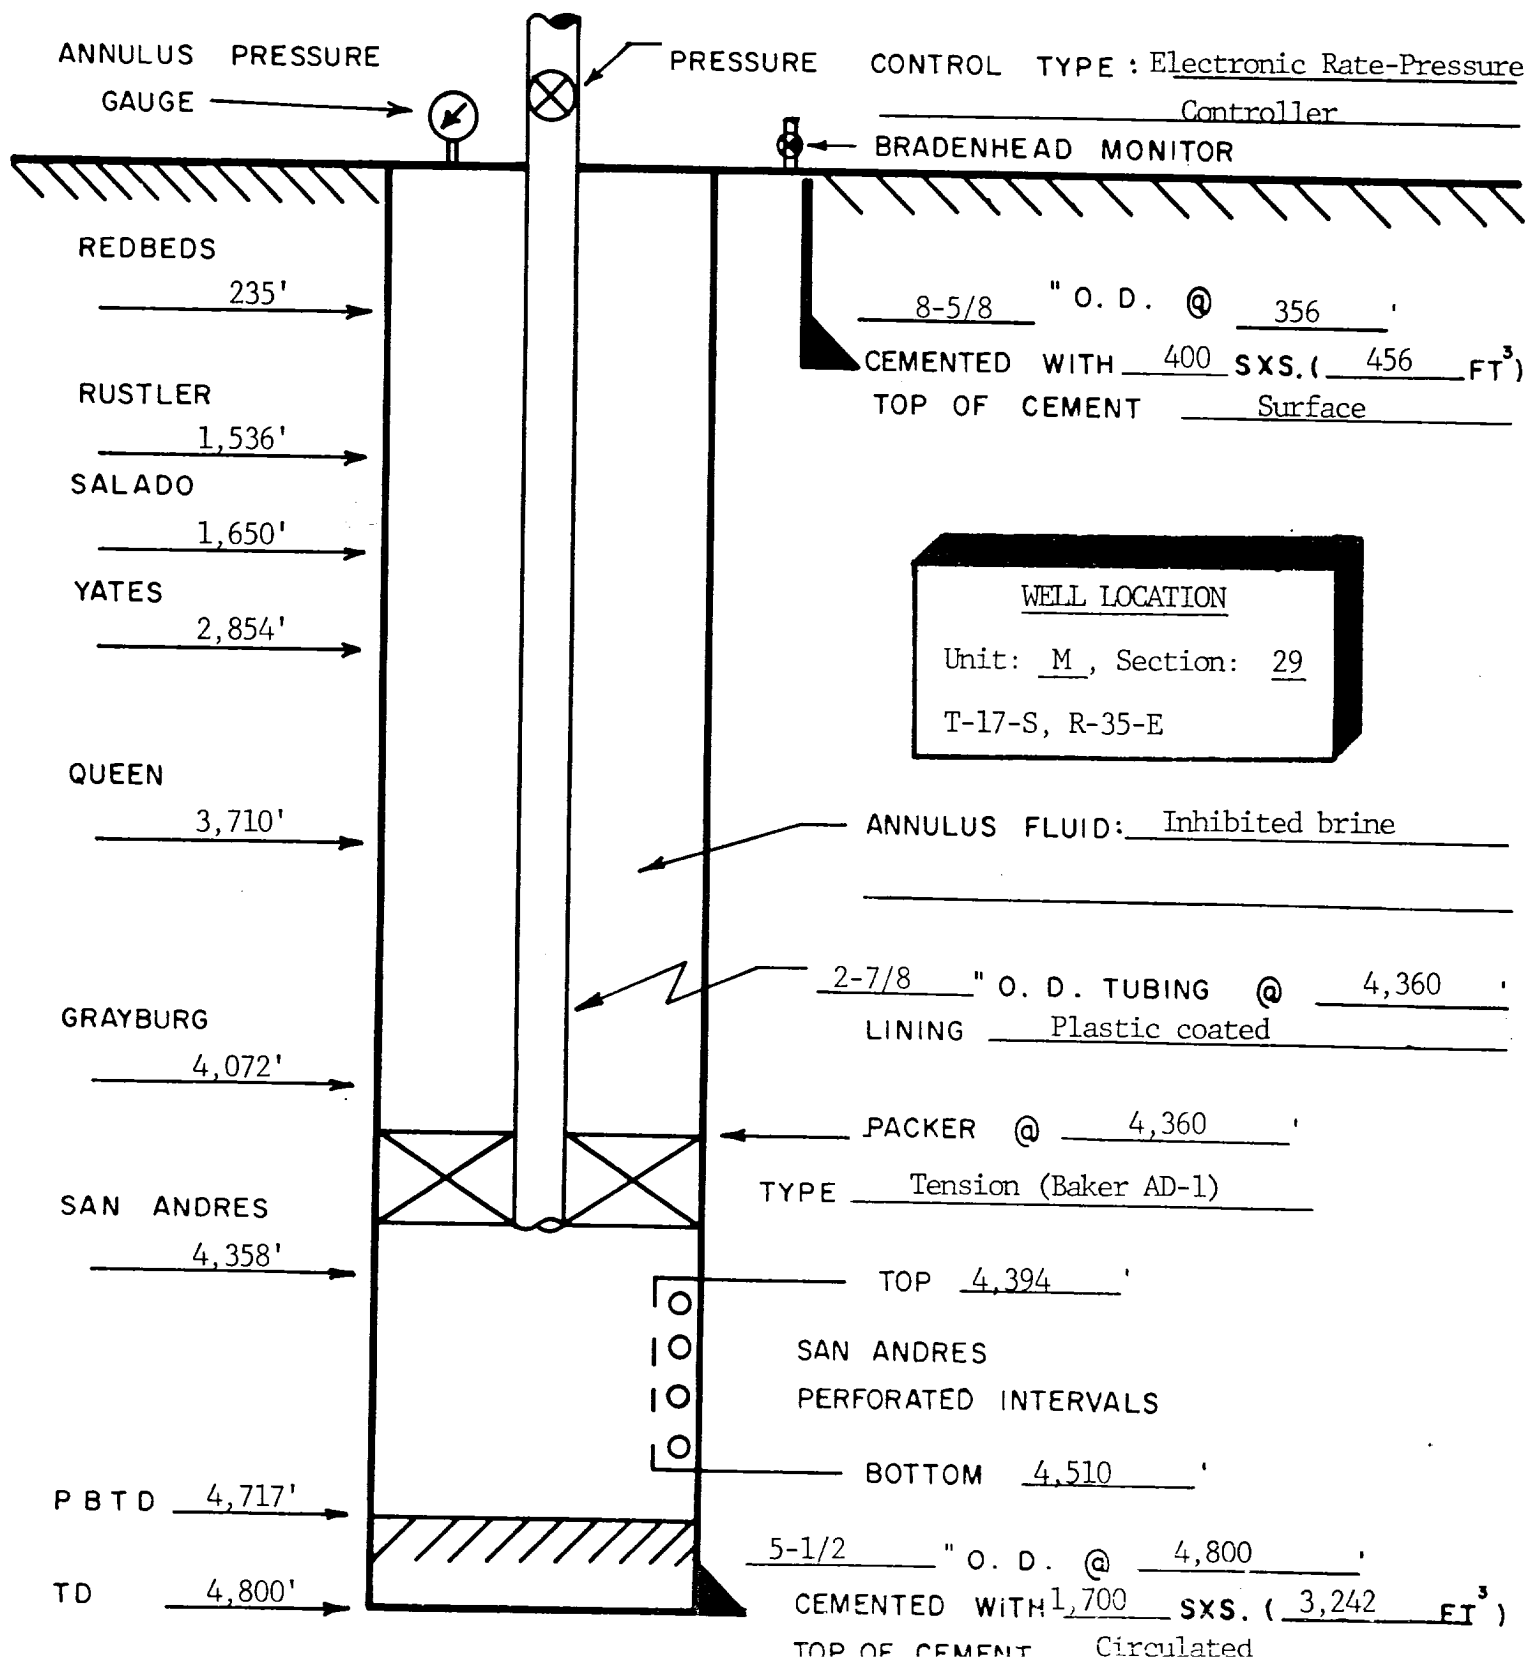 ANNULUS PRESSURE
GAUGE
PRESSURE CONTROL TYPE: Electronic Rate-Pressure
Controller
BRADENHEAD MONITOR
REDBEDS
235'
8-5/8 " O. D. @ 356 '
CEMENTED WITH 400 SXS. ( 456 FT³)
TOP OF CEMENT Surface
RUSTLER
1,536'
SALADO
1,650'
YATES
2,854'
WELL LOCATION
Unit: M , Section: 29
T-17-S, R-35-E
QUEEN
3,710'
ANNULUS FLUID: Inhibited brine
2-7/8 " O. D. TUBING @ 4,360 '
LINING Plastic coated
GRAYBURG
4,072'
PACKER @ 4,360 '
TYPE Tension (Baker AD-1)
SAN ANDRES
4,358'
TOP 4,394 '
SAN ANDRES
PERFORATED INTERVALS
BOTTOM 4,510 '
PBTD 4,717'
5-1/2 " O. D. @ 4,800 '
TD 4,800'
CEMENTED WITH 1,700 SXS. ( 3,242 FT³)
TOP OF CEMENT Circulated